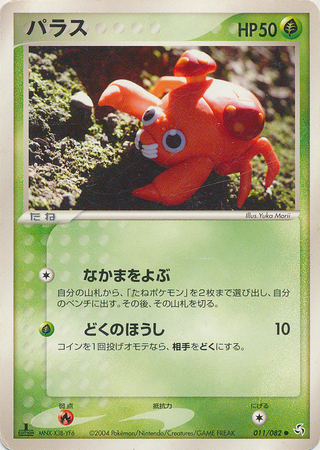 パラス HP50
たね Illus. Yuka Morii
なかまをよぶ
自分の山札から、「たねポケモン」を2枚まで選び出し、自分
のベンチに出す。その後、その山札を切る。
どくのほうし 10
コインを1回投げオモテなら、相手をどくにする。
弱点 抵抗力 にげる
MNX-X38-Yf6 ©2004 Pokémon/Nintendo/Creatures/GAME FREAK 011/082